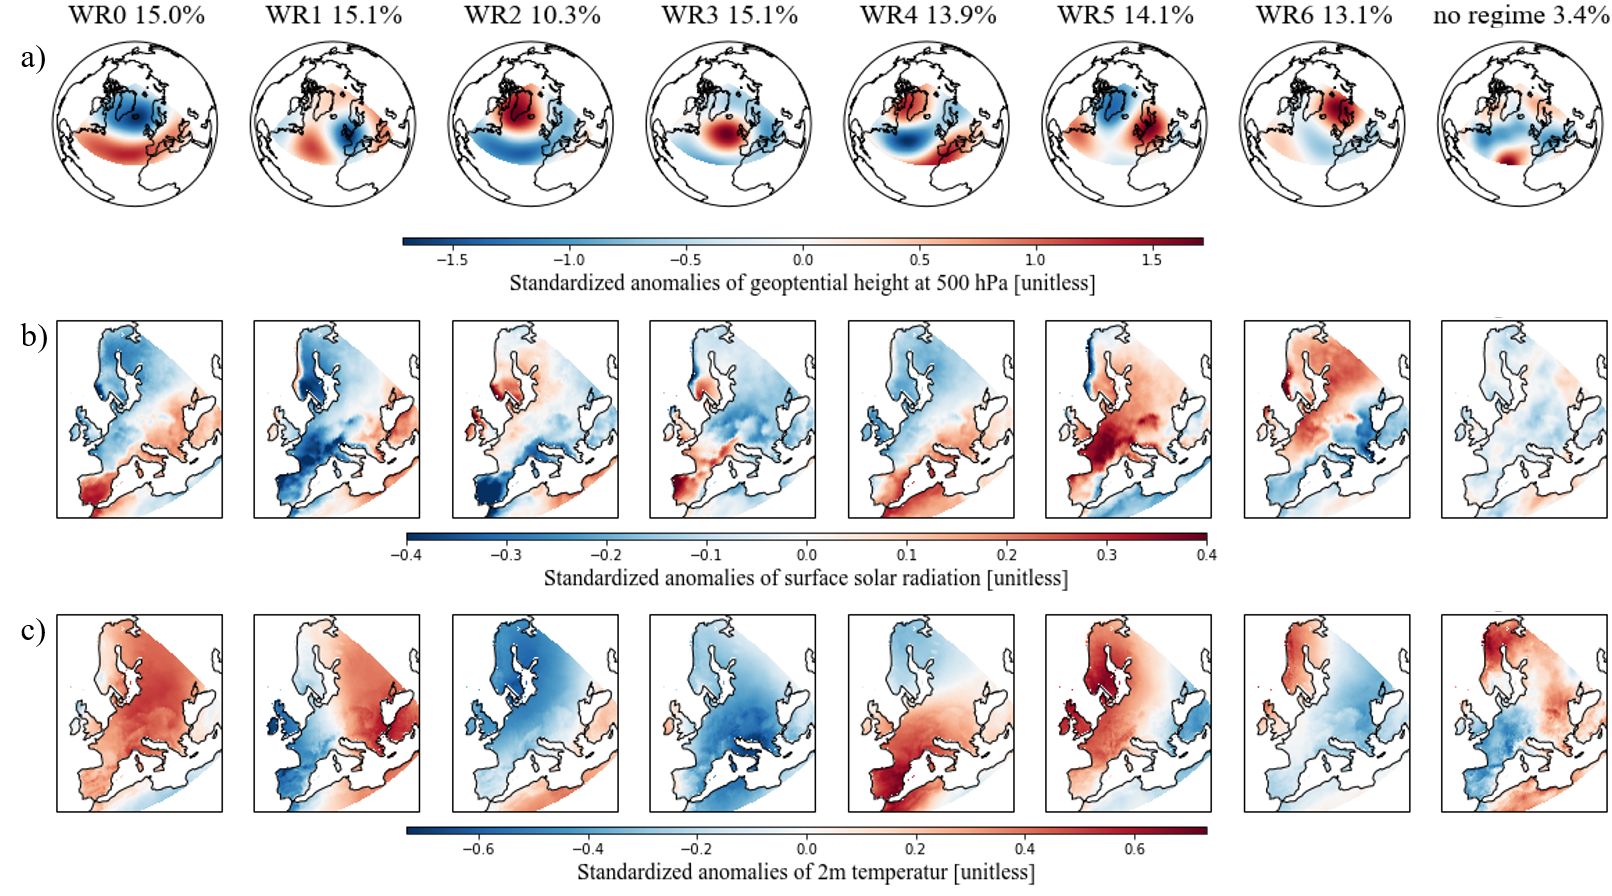 WR0 15.0% WR1 15.1% WR2 10.3% WR3 15.1% WR4 13.9% WR5 14.1% WR6 13.1% no regime 3.4%
a)
−1.5 −1.0 −0.5 0.0 0.5 1.0 1.5
Standardized anomalies of geoptential height at 500 hPa [unitless]
b)
−0.4 −0.3 −0.2 −0.1 0.0 0.1 0.2 0.3 0.4
Standardized anomalies of surface solar radiation [unitless]
c)
−0.6 −0.4 −0.2 0.0 0.2 0.4 0.6
Standardized anomalies of 2m temperatur [unitless]